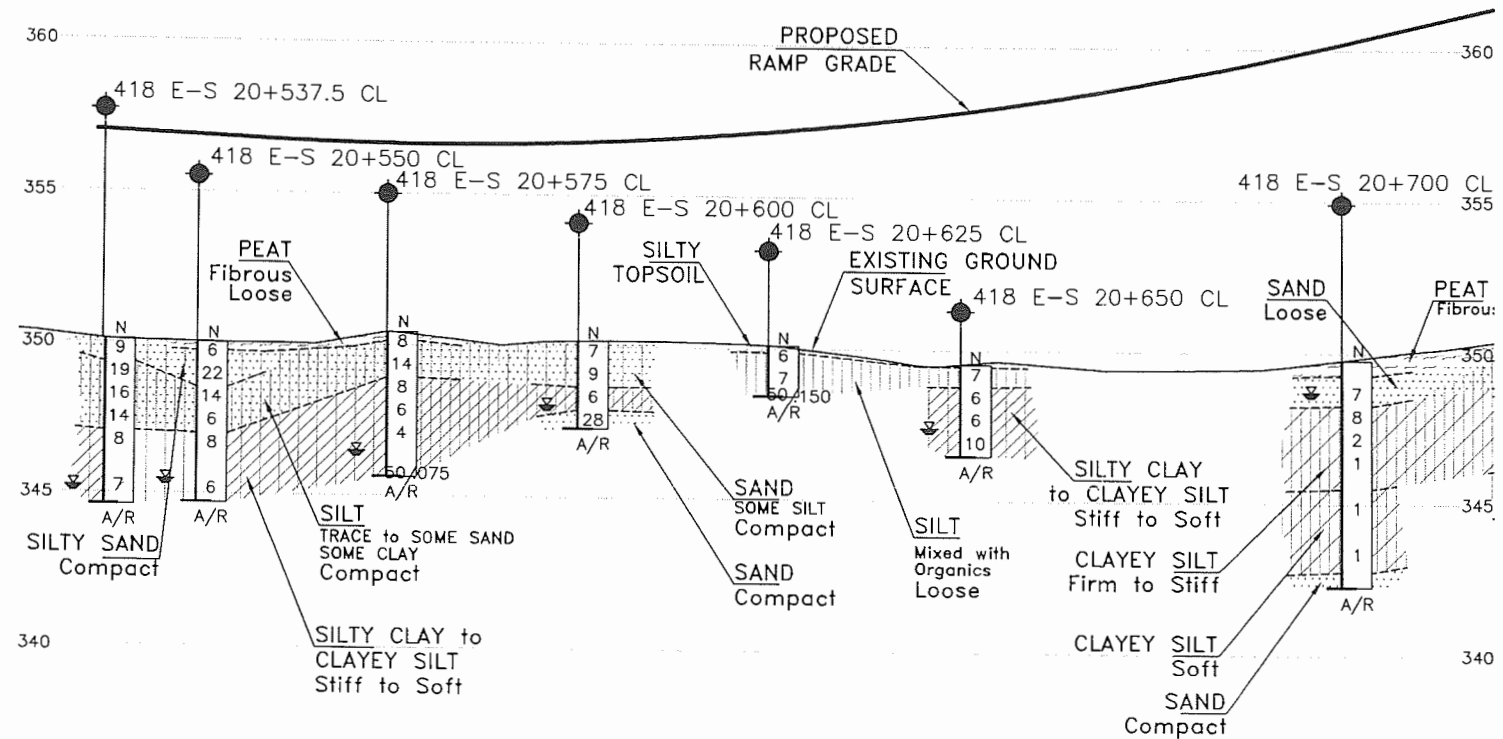 360
PROPOSED
RAMP GRADE
360
418 E-S 20+537.5 CL
418 E-S 20+550 CL
355
418 E-S 20+575 CL
418 E-S 20+600 CL
418 E-S 20+625 CL
418 E-S 20+650 CL
418 E-S 20+700 CL
355
PEAT
Fibrous
Loose
SILTY
TOPSOIL
EXISTING GROUND
SURFACE
SAND
Loose
PEAT
Fibrou
350
350
N
9
19
16
14
8
7
A/R
N
6
22
14
6
8
6
A/R
N
8
14
8
6
4
50/075
A/R
N
7
9
6
28
A/R
N
6
7
50/150
A/R
N
7
6
6
10
A/R
N
7
8
2
1
1
1
A/R
345
345
SILTY SAND
Compact
SILT
TRACE to SOME SAND
SOME CLAY
Compact
SILTY CLAY to
CLAYEY SILT
Stiff to Soft
SAND
SOME SILT
Compact
SAND
Compact
SILT
Mixed with
Organics
Loose
SILTY CLAY
to CLAYEY SILT
Stiff to Soft
CLAYEY SILT
Firm to Stiff
CLAYEY SILT
Soft
SAND
Compact
340
340